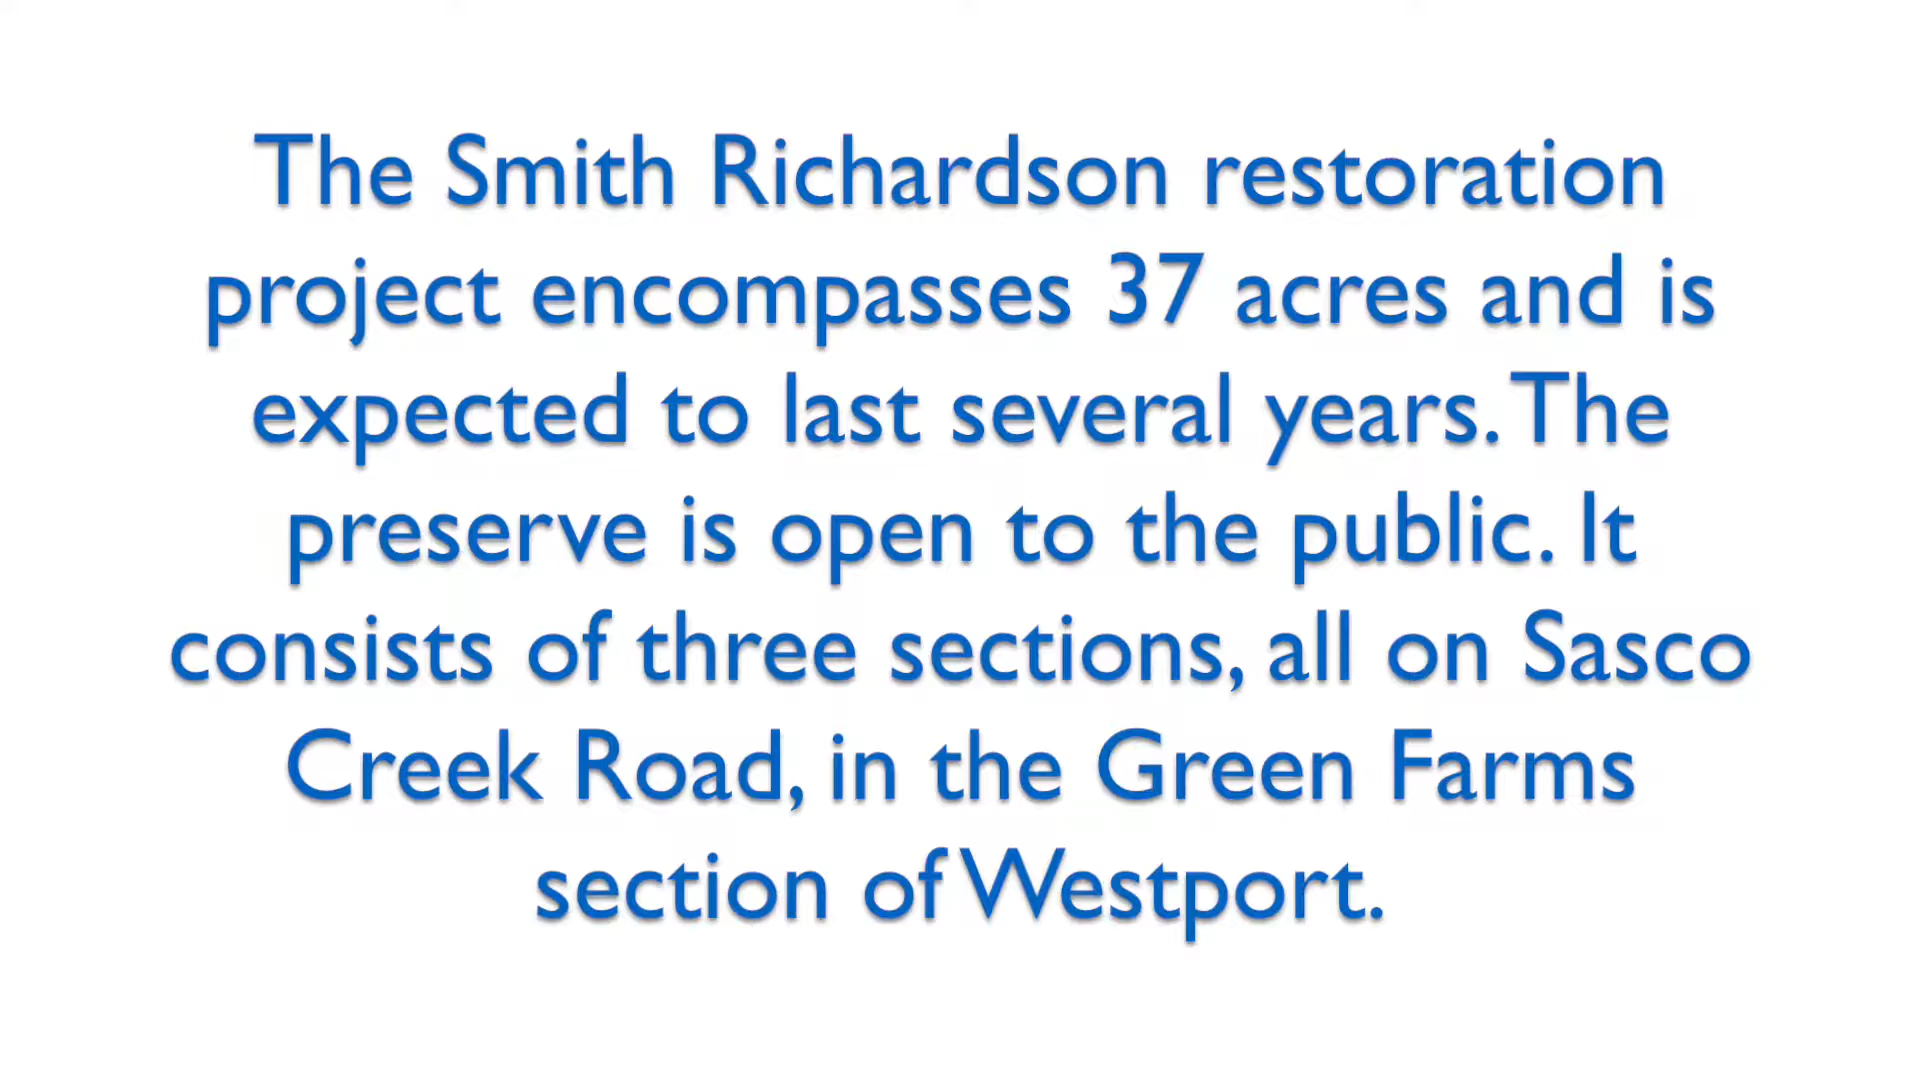 The Smith Richardson restoration
project encompasses 37 acres and is
expected to last several years. The
preserve is open to the public. It
consists of three sections, all on Sasco
Creek Road, in the Green Farms
section of Westport.